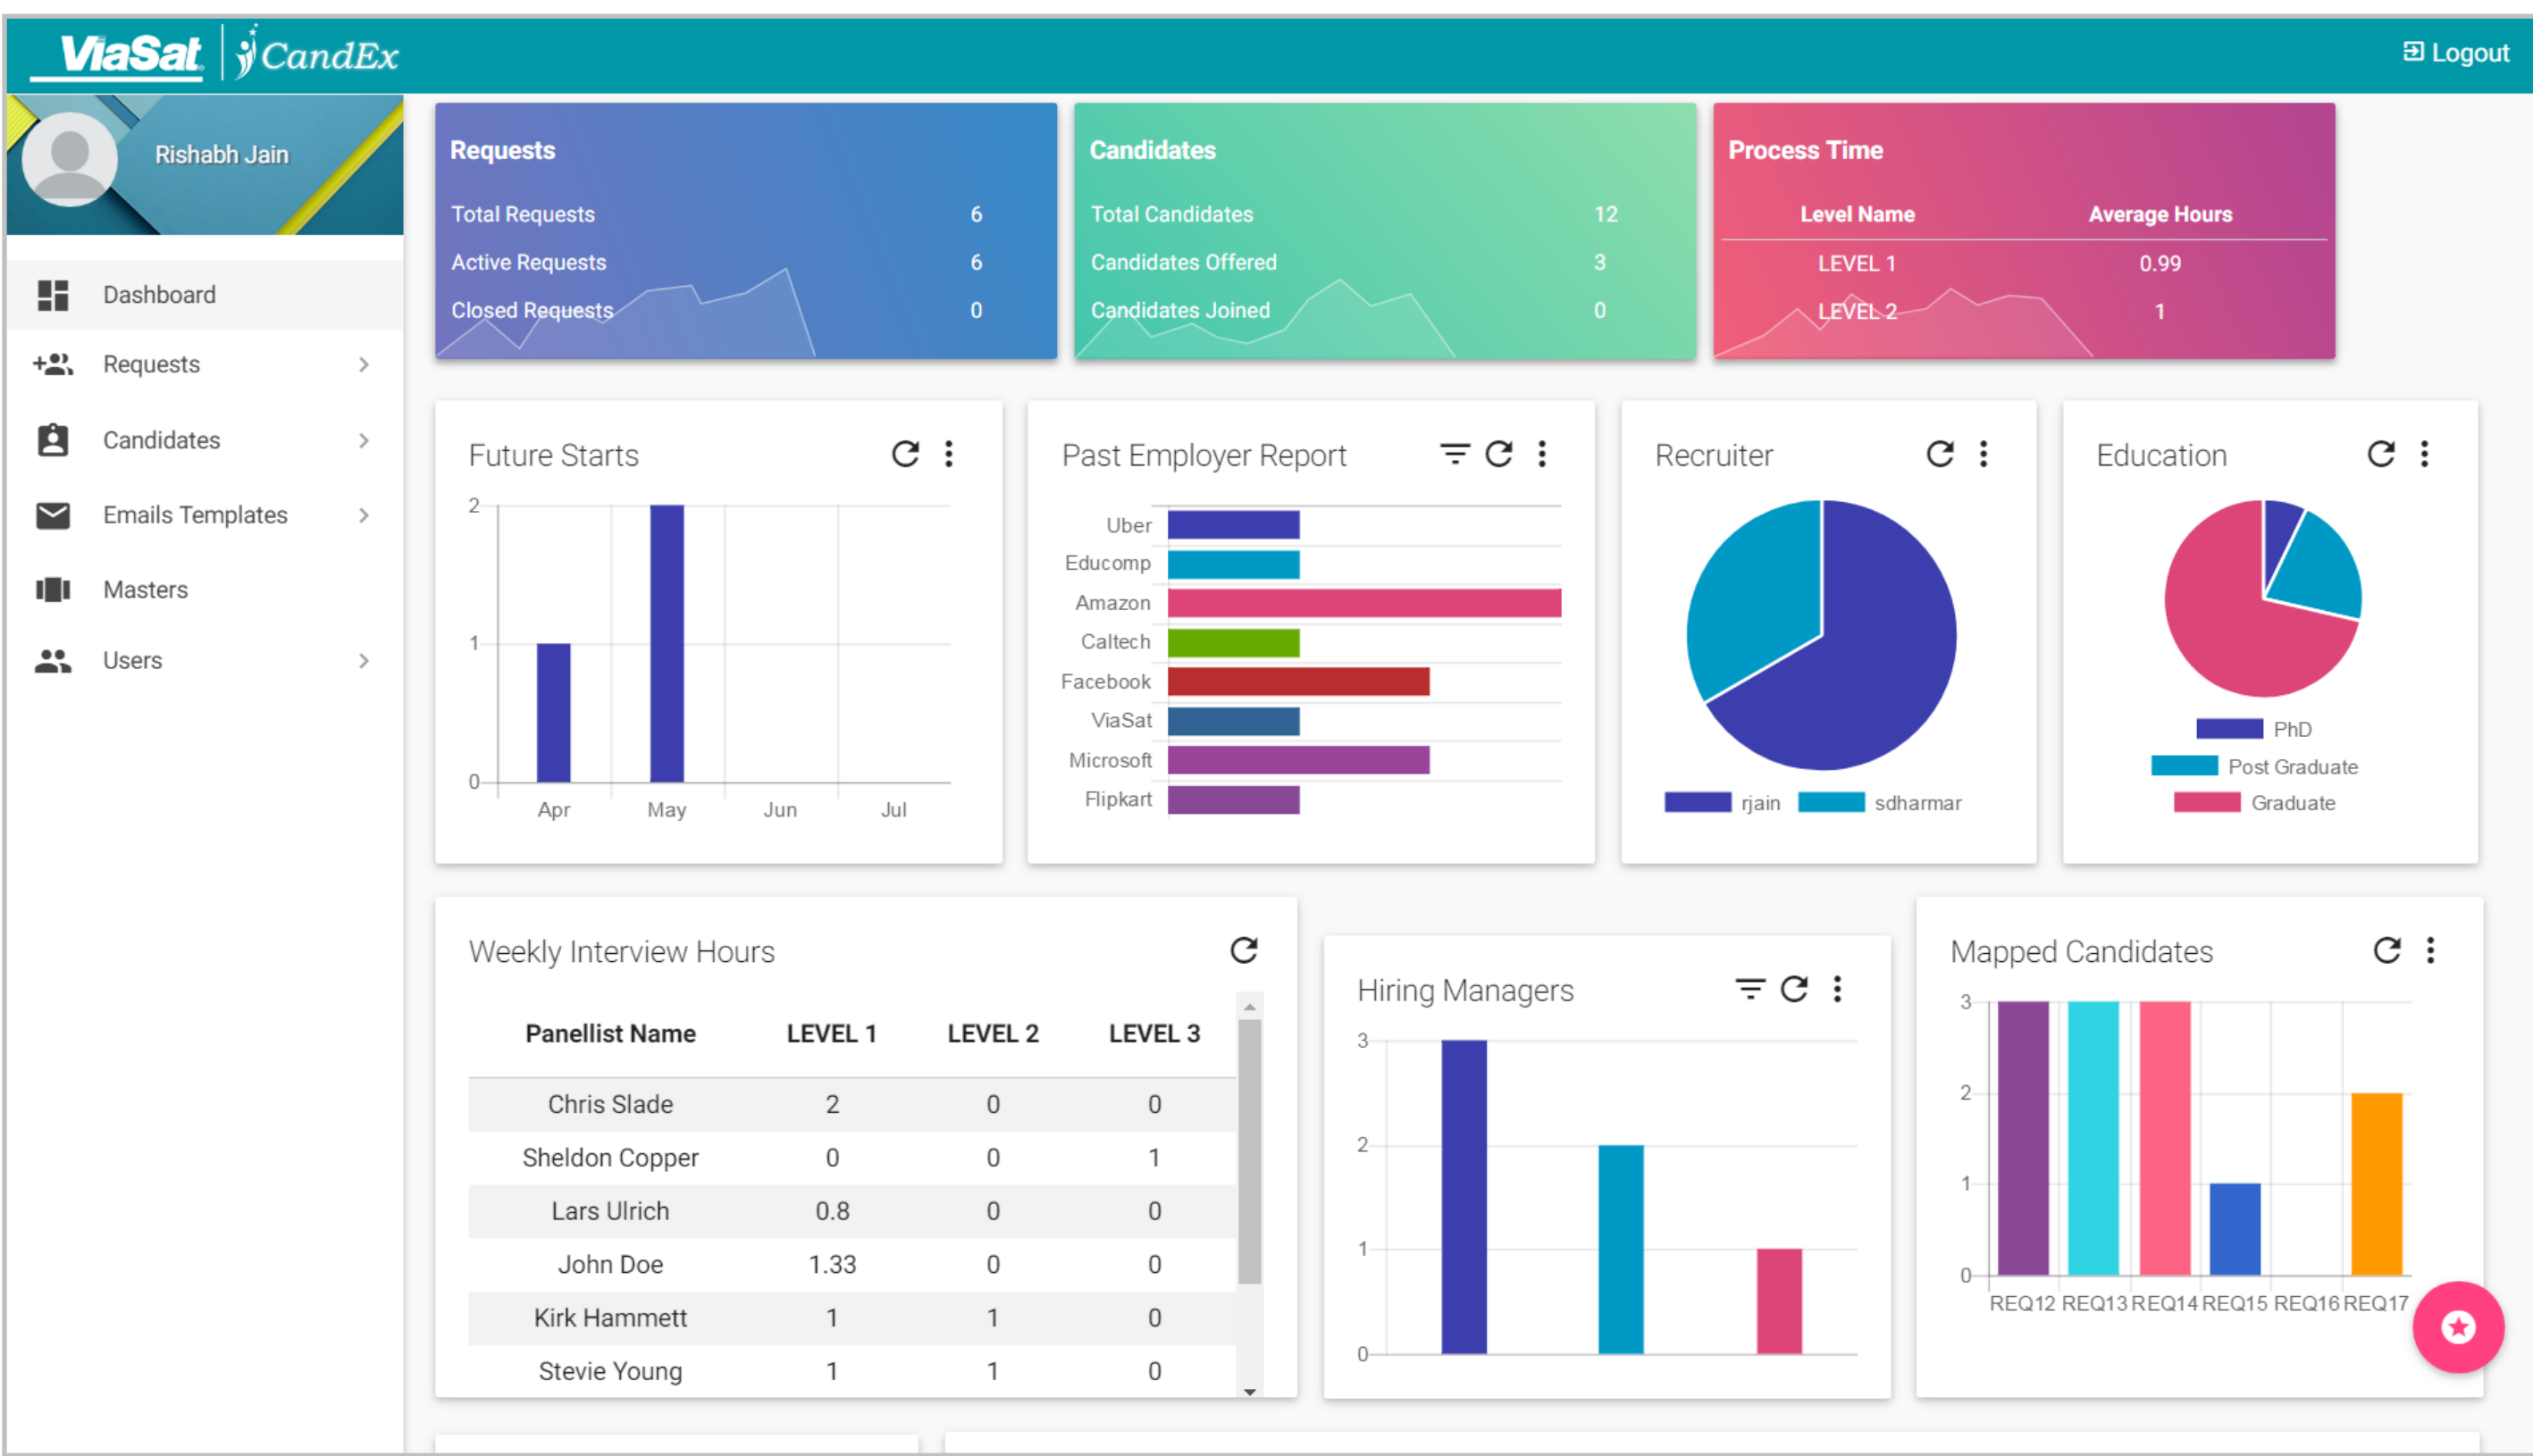 ViaSat CandEx
Logout
Rishabh Jain
Dashboard
Requests
Candidates
Emails Templates
Masters
Users
Requests
Total Requests 6
Active Requests 6
Closed Requests 0
Candidates
Total Candidates 12
Candidates Offered 3
Candidates Joined 0
Process Time
Level Name Average Hours
LEVEL 1 0.99
LEVEL 2 1
Future Starts
2
1
0
Apr May Jun Jul
Past Employer Report
Uber
Educomp
Amazon
Caltech
Facebook
ViaSat
Microsoft
Flipkart
Recruiter
rjain sdharmar
Education
PhD
Post Graduate
Graduate
Weekly Interview Hours
Panellist Name LEVEL 1 LEVEL 2 LEVEL 3
Chris Slade 2 0 0
Sheldon Copper 0 0 1
Lars Ulrich 0.8 0 0
John Doe 1.33 0 0
Kirk Hammett 1 1 0
Stevie Young 1 1 0
Hiring Managers
3
2
1
0
Mapped Candidates
3
2
1
0
REQ12 REQ13 REQ14 REQ15 REQ16 REQ17